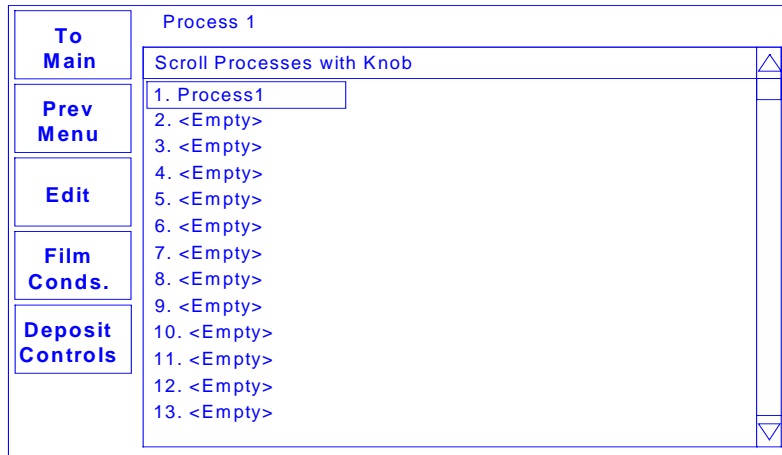 To
Main
Prev
Menu
Edit
Film
Conds.
Deposit
Controls
Process 1
Scroll Processes with Knob
1. Process1
2. <Empty>
3. <Empty>
4. <Empty>
5. <Empty>
6. <Empty>
7. <Empty>
8. <Empty>
9. <Empty>
10. <Empty>
11. <Empty>
12. <Empty>
13. <Empty>